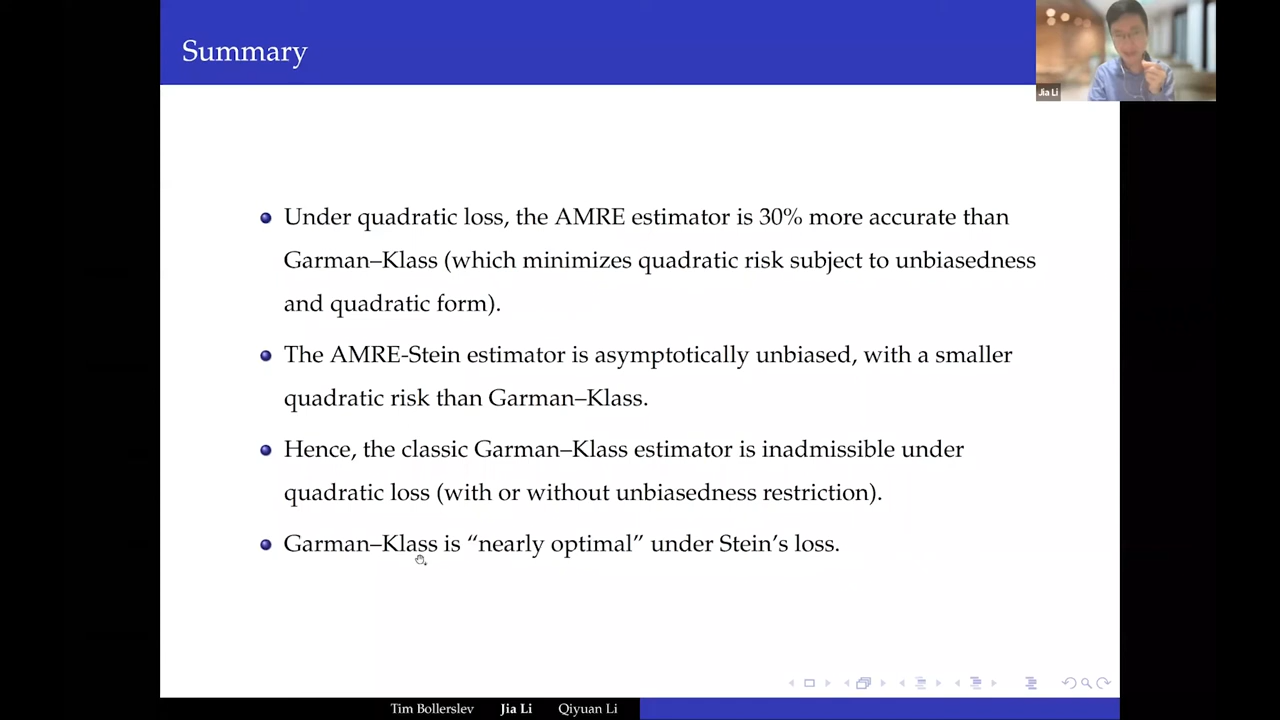 Summary
Jia Li
Under quadratic loss, the AMRE estimator is 30% more accurate than
Garman–Klass (which minimizes quadratic risk subject to unbiasedness
and quadratic form).
The AMRE-Stein estimator is asymptotically unbiased, with a smaller
quadratic risk than Garman–Klass.
Hence, the classic Garman–Klass estimator is inadmissible under
quadratic loss (with or without unbiasedness restriction).
Garman–Klass is “nearly optimal” under Stein’s loss.
Tim Bollerslev Jia Li Qiyuan Li